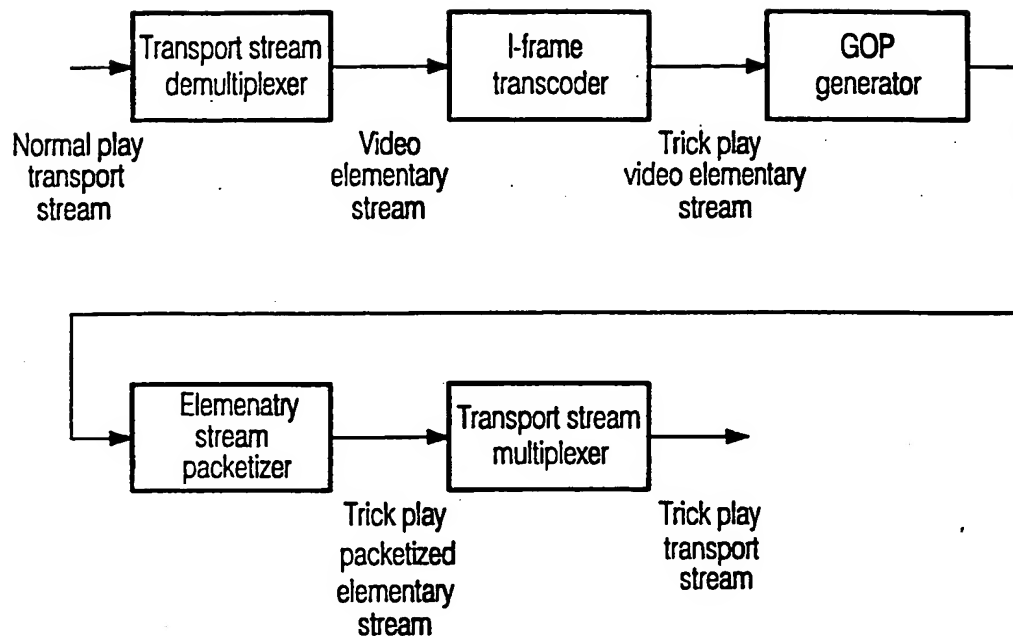 Transport stream
demultiplexer
I-frame
transcoder
GOP
generator
Normal play
transport
stream
Video
elementary
stream
Trick play
video elementary
stream
Elemenatry
stream
packetizer
Transport stream
multiplexer
Trick play
packetized
elementary
stream
Trick play
transport
stream